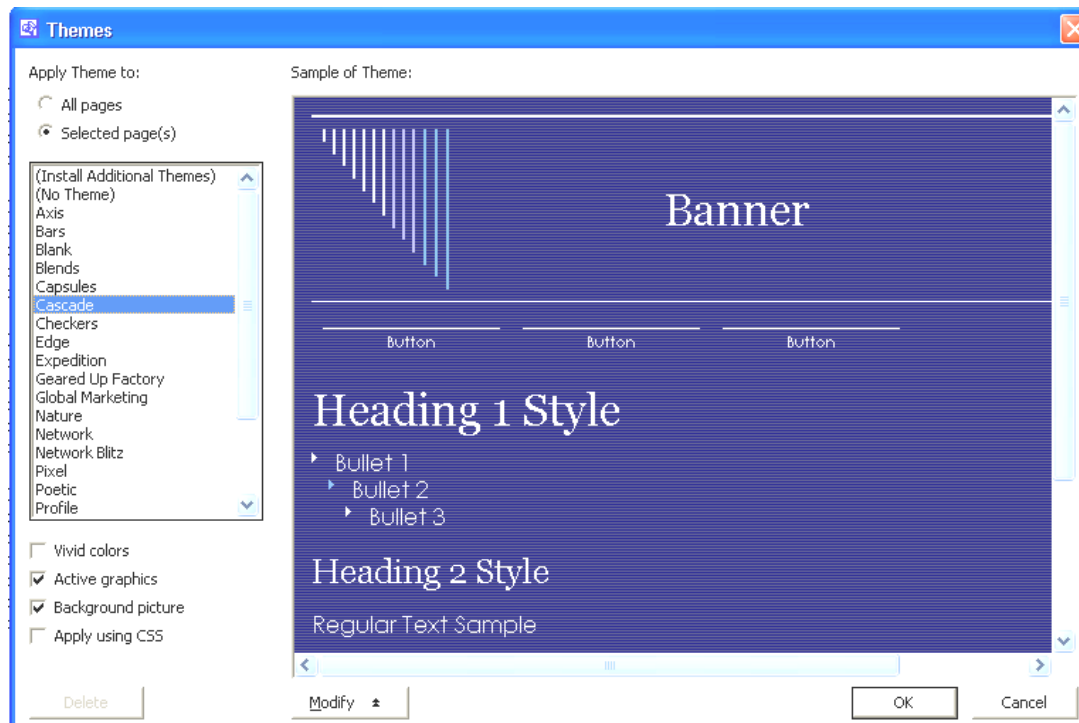 Themes
Apply Theme to:
All pages
Selected page(s)
(Install Additional Themes)
(No Theme)
Axis
Bars
Blank
Blends
Capsules
Cascade
Checkers
Edge
Expedition
Geared Up Factory
Global Marketing
Nature
Network
Network Blitz
Pixel
Poetic
Profile
Vivid colors
Active graphics
Background picture
Apply using CSS
Delete
Sample of Theme:
Banner
Button Button Button
Heading 1 Style
Bullet 1
Bullet 2
Bullet 3
Heading 2 Style
Regular Text Sample
Modify
OK
Cancel